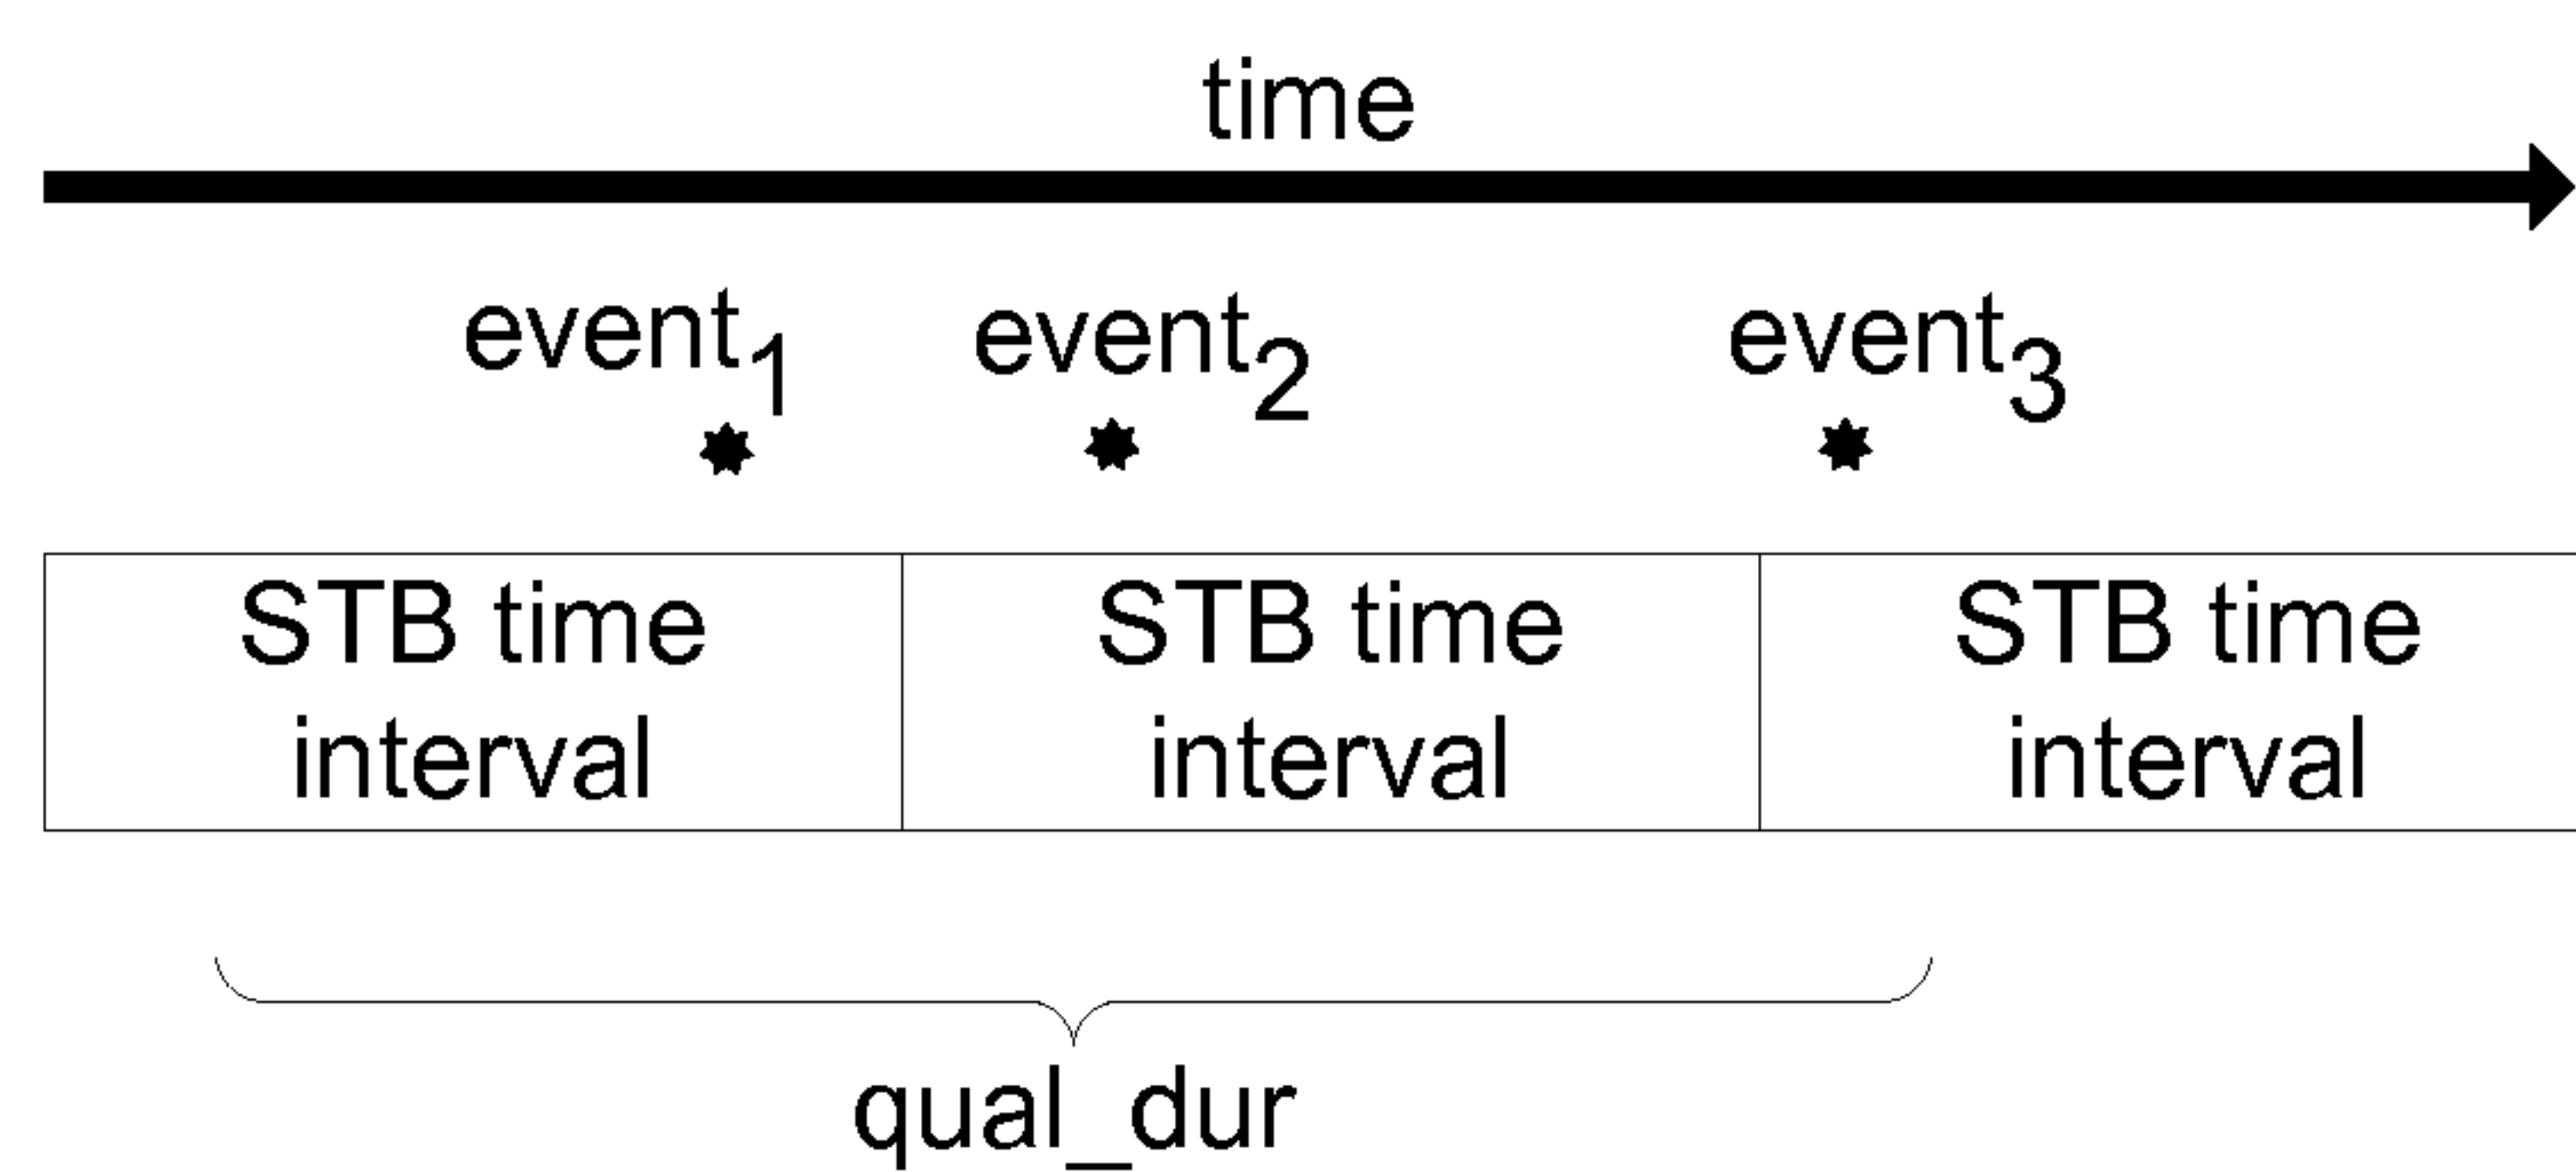 time
event1 event2 event3
STB time interval STB time interval STB time interval
qual_dur